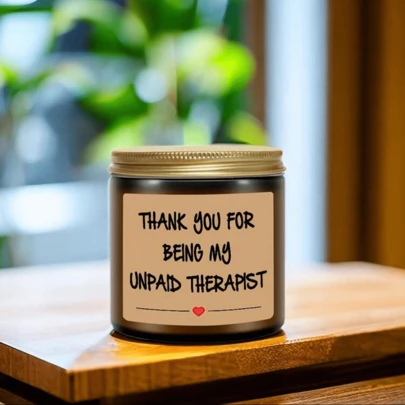 THANK YOU FOR
BEING MY
UNPAID THERAPIST